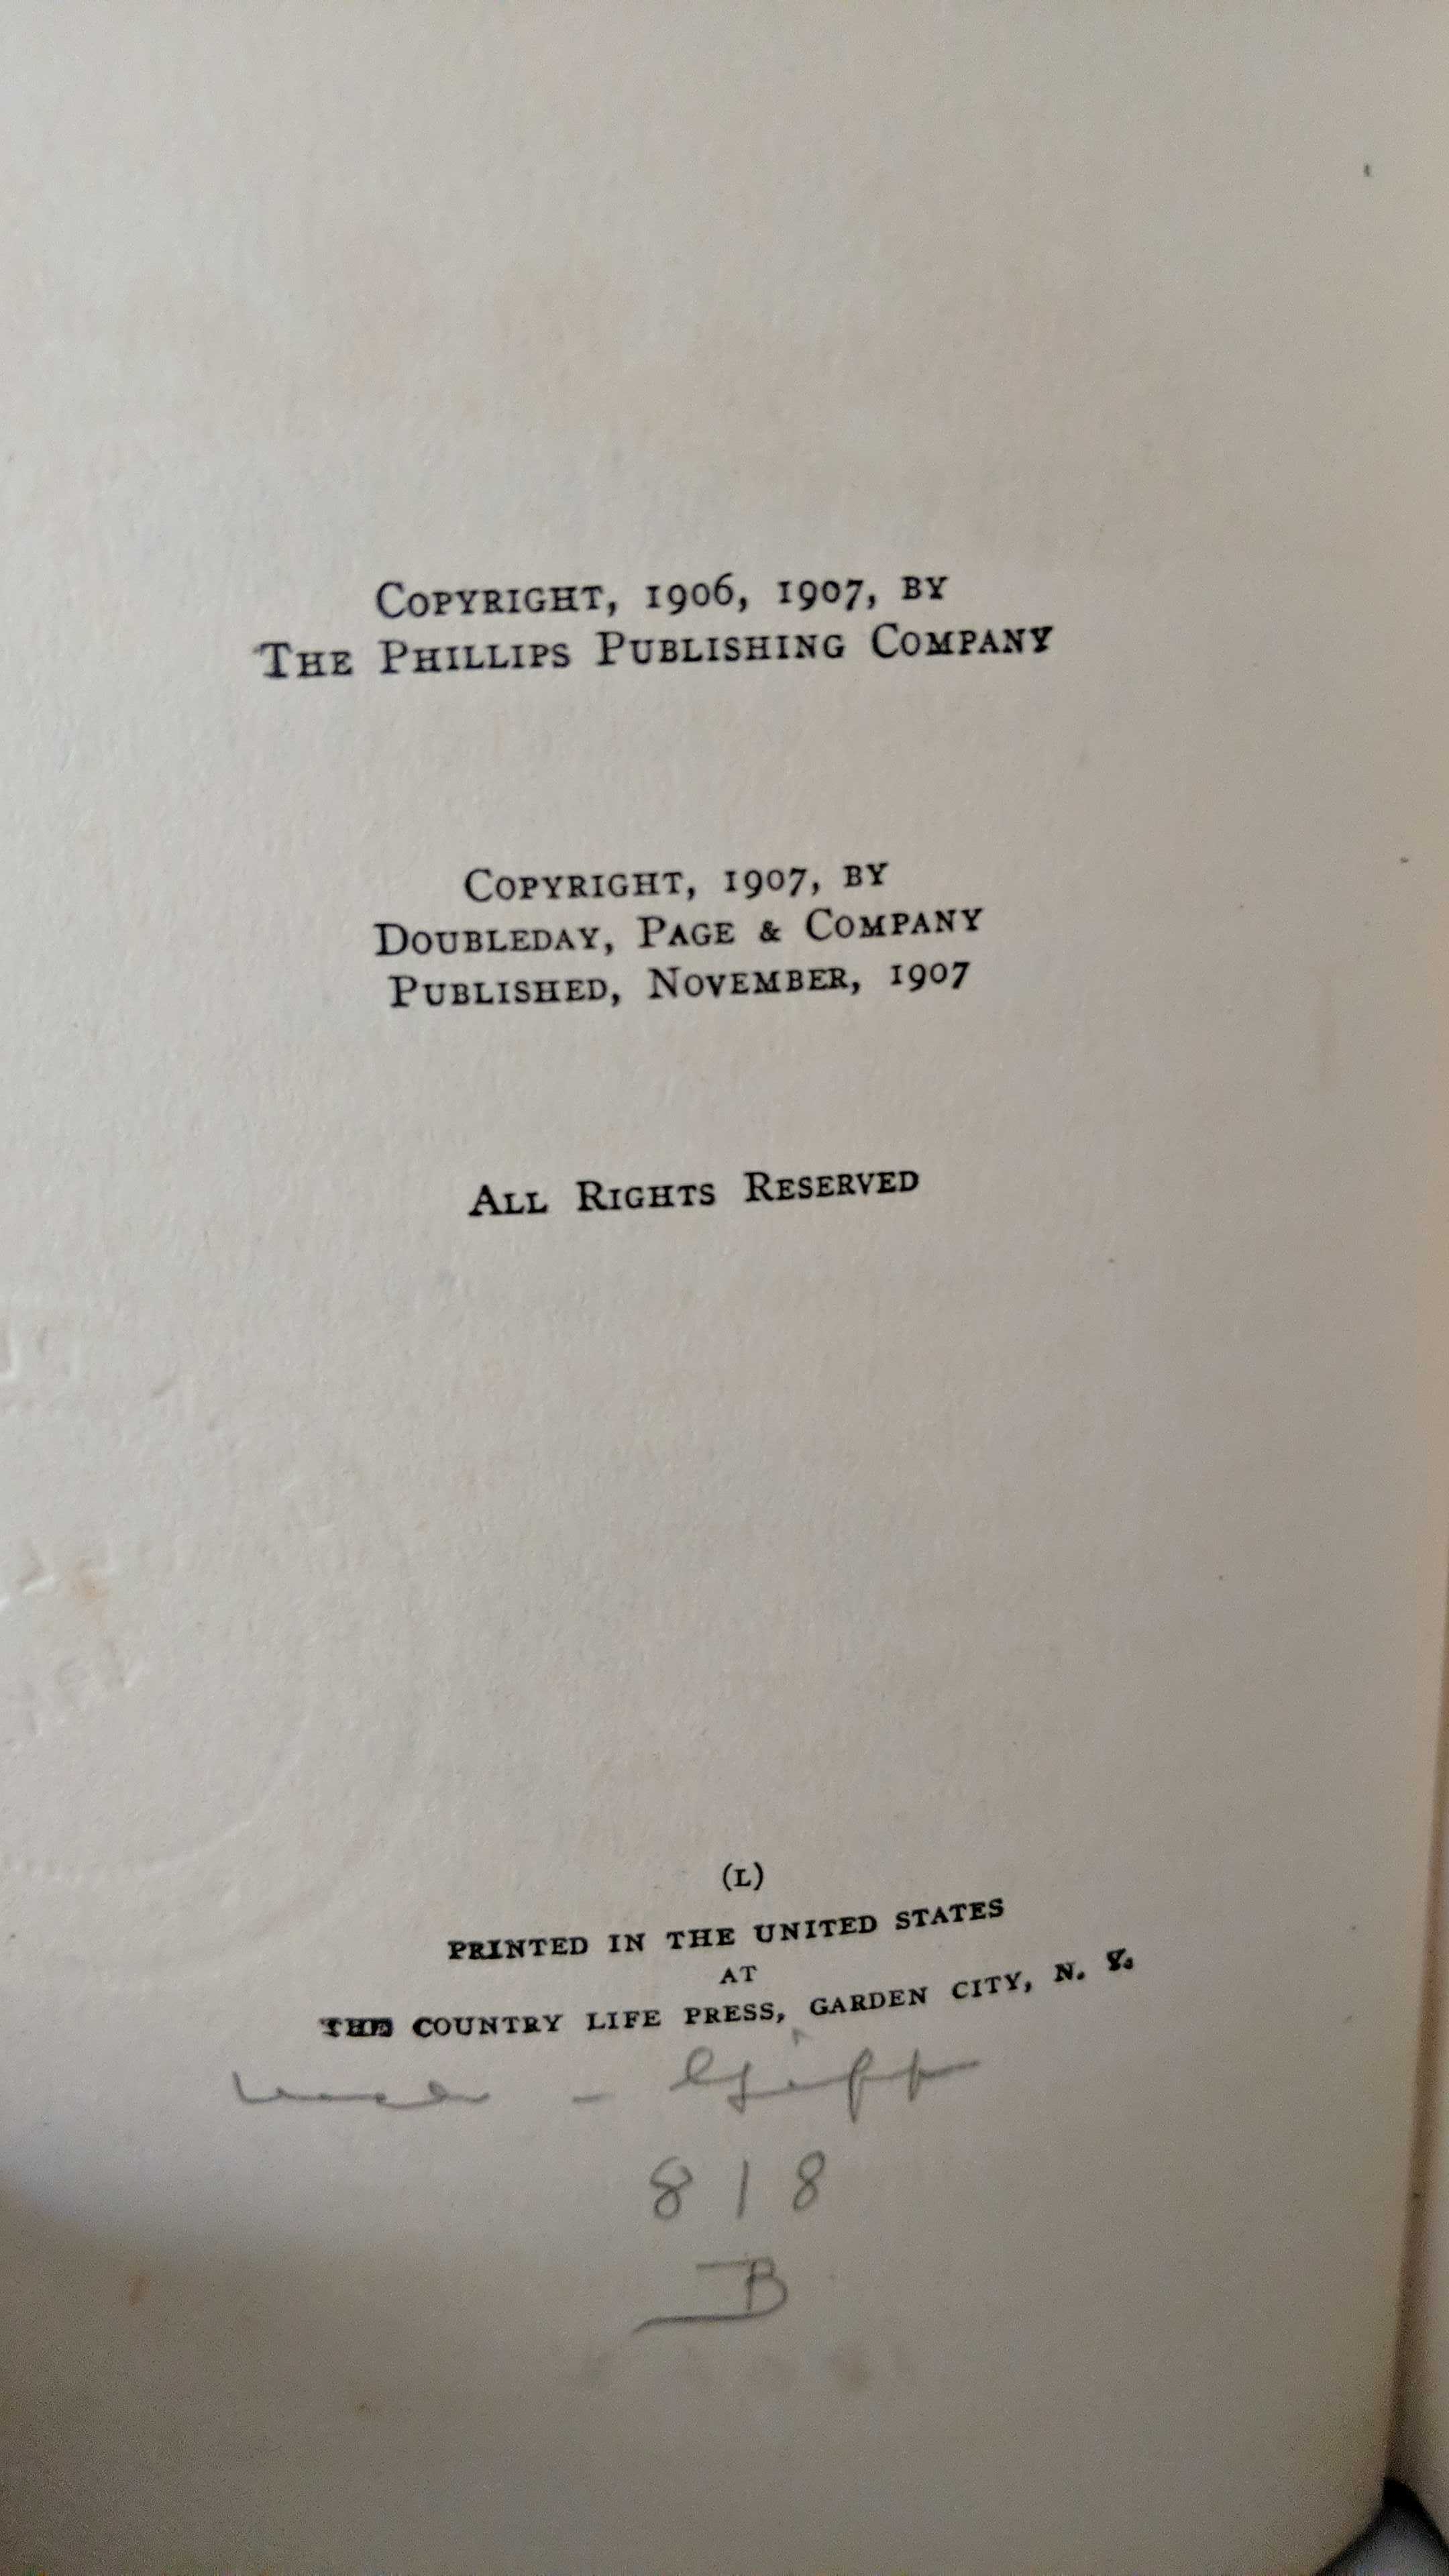 COPYRIGHT, 1906, 1907, BY
THE PHILLIPS PUBLISHING COMPANY
COPYRIGHT, 1907, BY
DOUBLEDAY, PAGE & COMPANY
PUBLISHED, NOVEMBER, 1907
ALL RIGHTS RESERVED
(L)
PRINTED IN THE UNITED STATES
AT
THE COUNTRY LIFE PRESS, GARDEN CITY, N. Y.
818
B